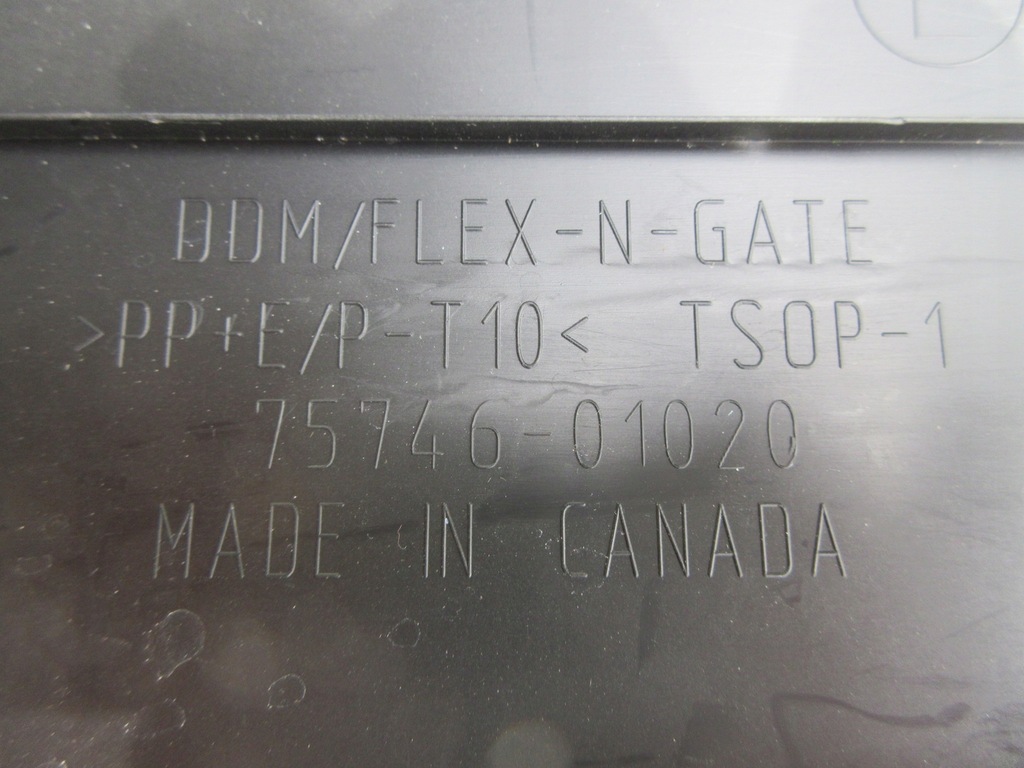 DDM/FLEX-N-GATE
>PP+E/P-T10< TSOP-1
75746-01020
MADE IN CANADA